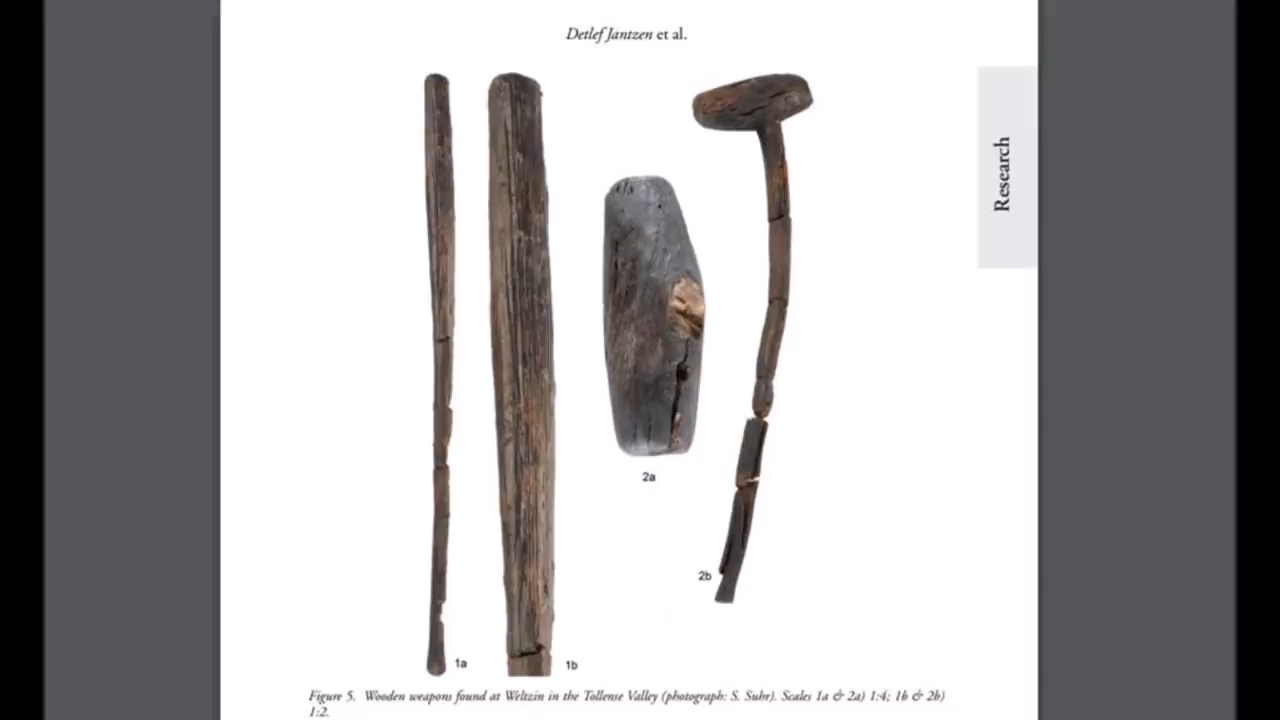 Detlef Jantzen et al.
Research
1a
1b
2a
2b
Figure 5. Wooden weapons found at Weltzin in the Tollense Valley (photograph: S. Suhr). Scales 1a & 2a) 1:4; 1b & 2b)
1:2.